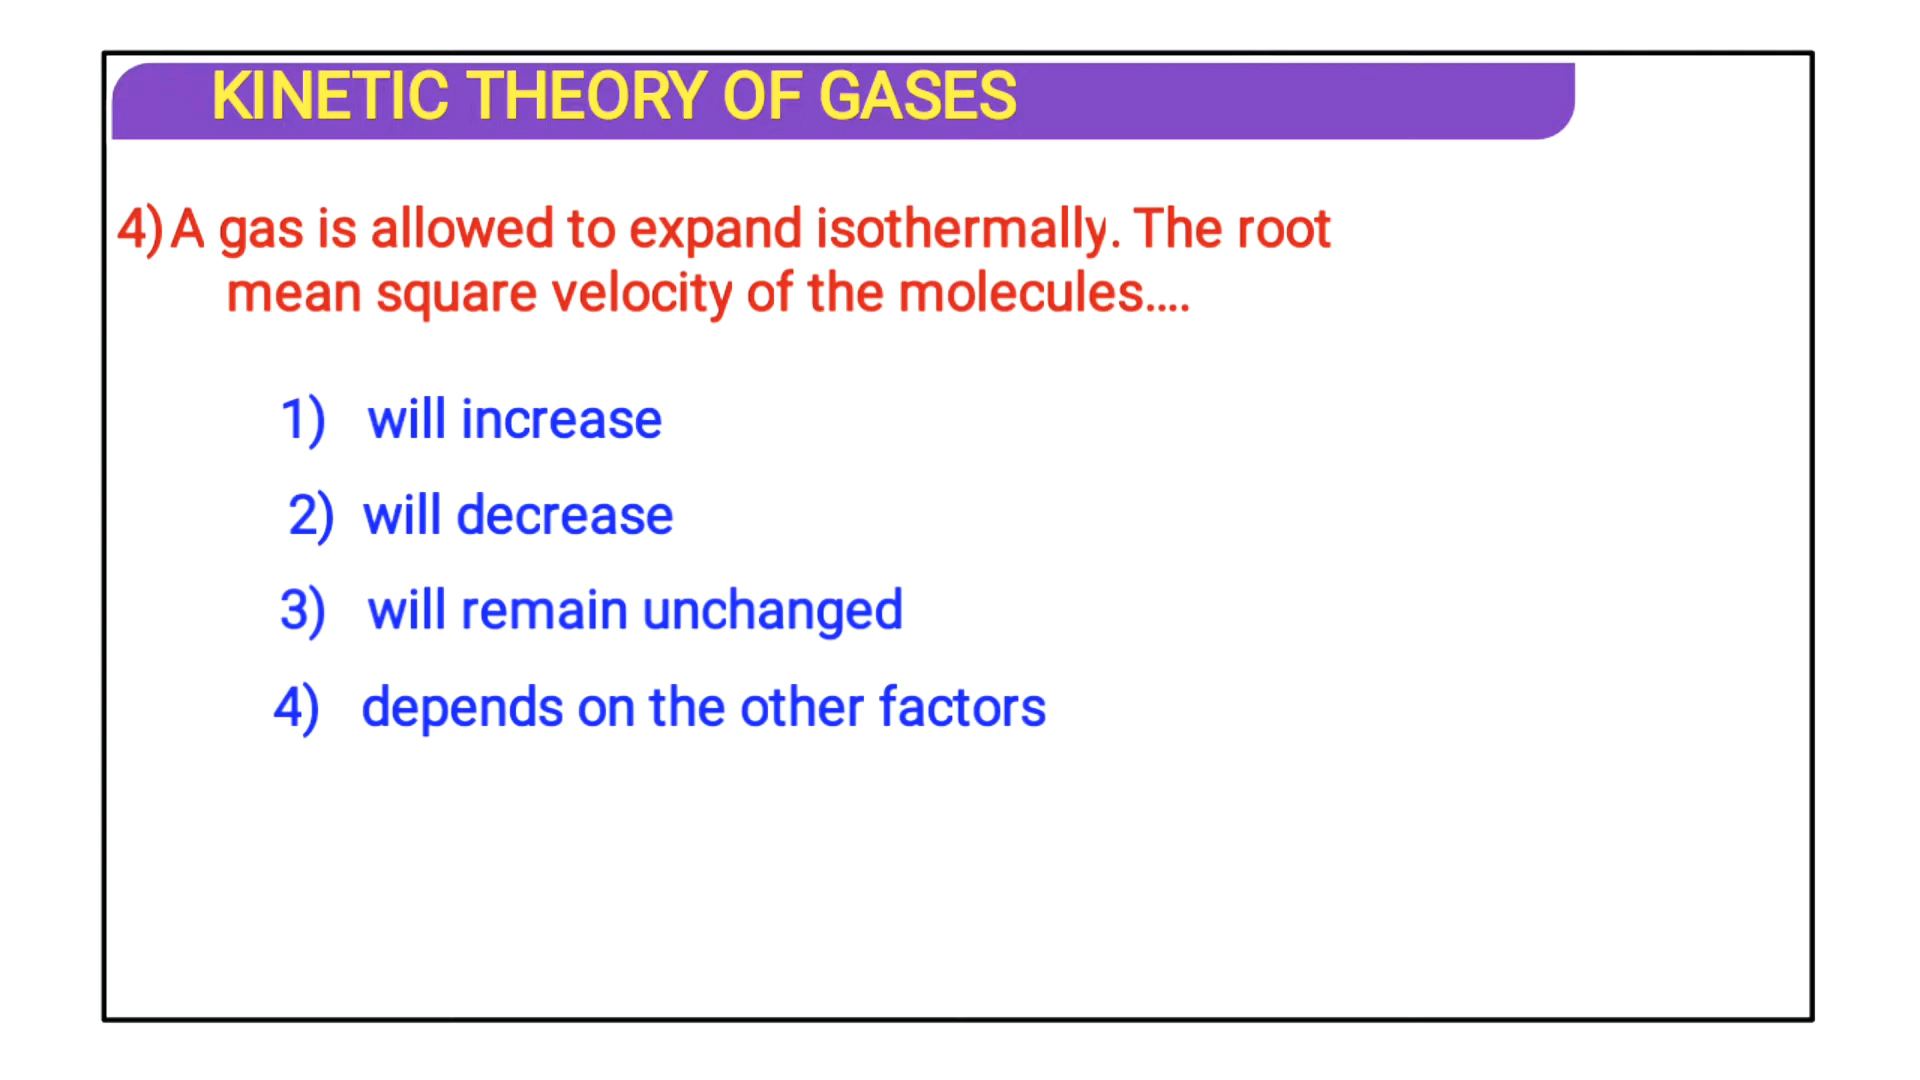 KINETIC THEORY OF GASES
4) A gas is allowed to expand isothermally. The root
mean square velocity of the molecules....
1) will increase
2) will decrease
3) will remain unchanged
4) depends on the other factors